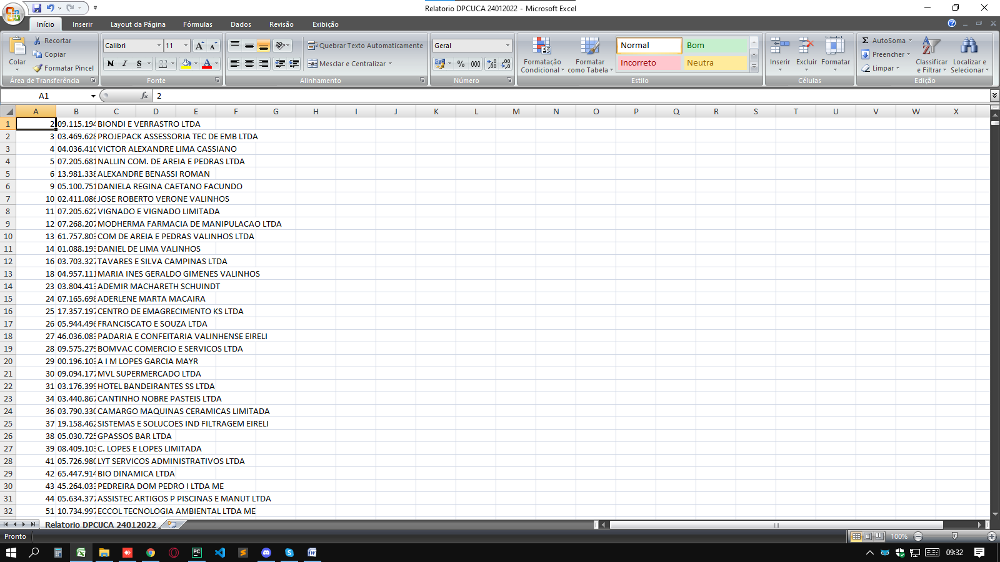 Relatorio DPCUCA 24012022 - Microsoft Excel
Início Inserir Layout da Página Fórmulas Dados Revisão Exibição
Colar
Recortar
Copiar
Formatar Pincel
Área de Transferência
Calibri 11
N I S
Fonte
Quebrar Texto Automaticamente
Mesclar e Centralizar
Alinhamento
Geral
% 000
Número
Formatação Condicional
Formatar como Tabela
Normal Bom
Incorreto Neutra
Estilo
Inserir Excluir Formatar
Células
AutoSoma
Preencher
Limpar
Classificar e Filtrar
Localizar e Selecionar
Edição
A1 fx 2
A B C D E F G H I J K L M N O P Q R S T U V W X
1 2 09.115.194 BIONDI E VERRASTRO LTDA
2 3 03.469.628 PROJEPACK ASSESSORIA TEC DE EMB LTDA
3 4 04.036.410 VICTOR ALEXANDRE LIMA CASSIANO
4 5 07.205.681 NALLIN COM. DE AREIA E PEDRAS LTDA
5 6 13.981.338 ALEXANDRE BENASSI ROMAN
6 9 05.100.751 DANIELA REGINA CAETANO FACUNDO
7 10 02.411.086 JOSE ROBERTO VERONE VALINHOS
8 11 07.205.622 VIGNADO E VIGNADO LIMITADA
9 12 07.268.207 MODHERMA FARMACIA DE MANIPULACAO LTDA
10 13 61.757.803 COM DE AREIA E PEDRAS VALINHOS LTDA
11 14 01.088.193 DANIEL DE LIMA VALINHOS
12 16 03.703.327 TAVARES E SILVA CAMPINAS LTDA
13 18 04.957.111 MARIA INES GERALDO GIMENES VALINHOS
14 23 03.804.413 ADEMIR MACHARETH SCHUINDT
15 24 07.165.698 ADERLENE MARTA MACAIRA
16 25 17.357.197 CENTRO DE EMAGRECIMENTO KS LTDA
17 26 05.944.496 FRANCISCATO E SOUZA LTDA
18 27 46.036.083 PADARIA E CONFEITARIA VALINHENSE EIRELI
19 28 09.575.279 BOMVAC COMERCIO E SERVICOS LTDA
20 29 00.196.103 A I M LOPES GARCIA MAYR
21 30 09.094.177 MVL SUPERMERCADO LTDA
22 31 03.176.399 HOTEL BANDEIRANTES SS LTDA
23 34 03.440.867 CANTINHO NOBRE PASTEIS LTDA
24 36 03.790.330 CAMARGO MAQUINAS CERAMICAS LIMITADA
25 37 19.158.462 SISTEMAS E SOLUCOES IND FILTRAGEM EIRELI
26 38 05.030.725 GPASSOS BAR LTDA
27 39 08.409.103 C. LOPES E LOPES LIMITADA
28 41 05.726.980 LYT SERVICOS ADMINISTRATIVOS LTDA
29 42 65.447.914 BIO DINAMICA LTDA
30 43 45.264.033 PEDREIRA DOM PEDRO I LTDA ME
31 44 05.634.377 ASSISTEC ARTIGOS P PISCINAS E MANUT LTDA
32 51 10.734.997 ECCOL TECNOLOGIA AMBIENTAL LTDA ME
Relatorio DPCUCA 24012022
Pronto 100%
09:32